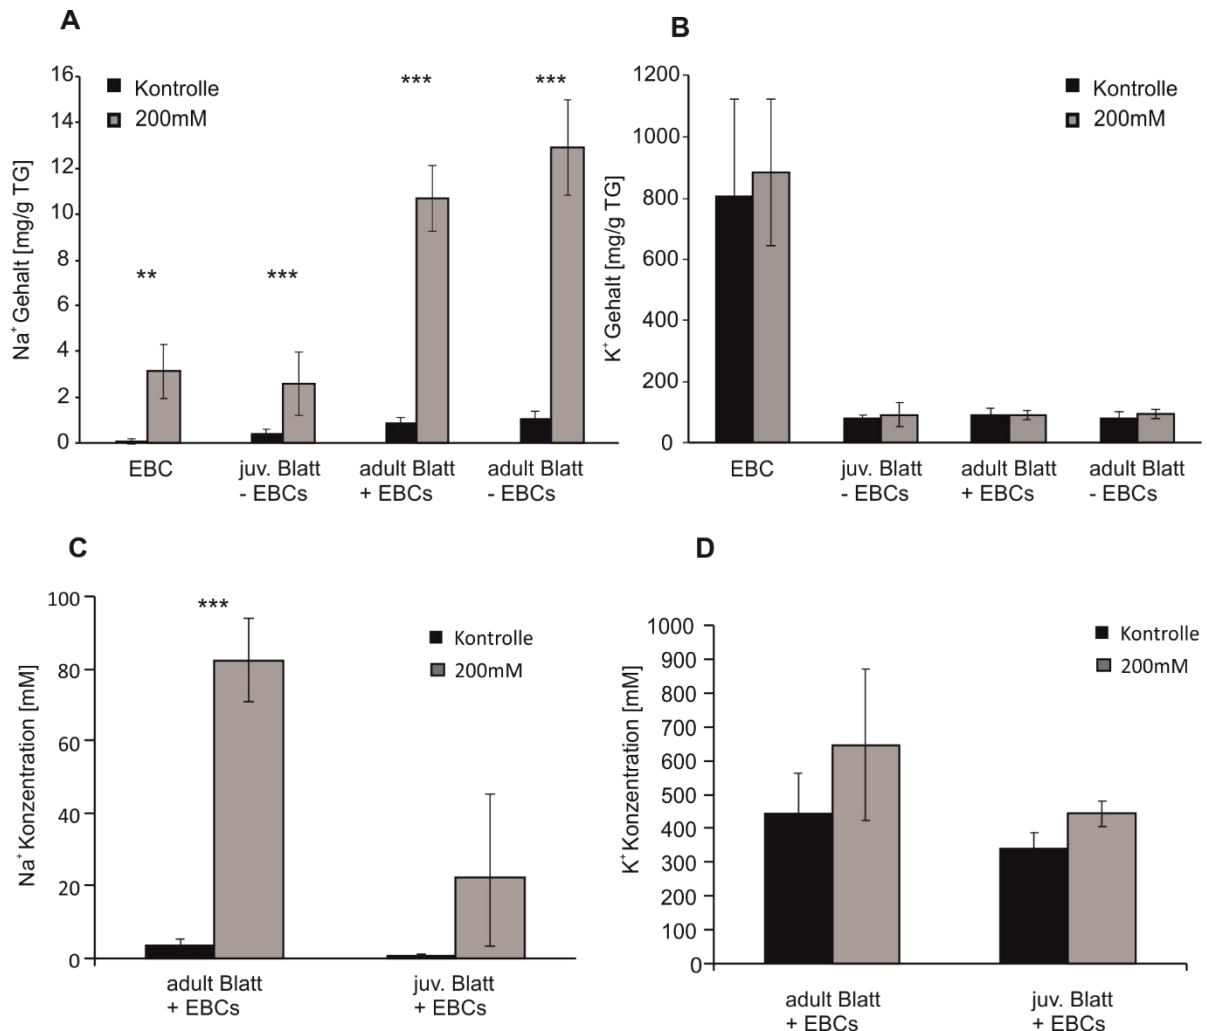 A
Na⁺ Gehalt [mg/g TG]
16
14
12
10
8
6
4
2
0
Kontrolle
200mM
**
***
***
***
EBC
juv. Blatt
- EBCs
adult Blatt
+ EBCs
adult Blatt
- EBCs
B
K⁺ Gehalt [mg/g TG]
1200
1000
800
600
400
200
0
Kontrolle
200mM
EBC
juv. Blatt
- EBCs
adult Blatt
+ EBCs
adult Blatt
- EBCs
C
Na⁺ Konzentration [mM]
100
80
60
40
20
0
***
Kontrolle
200mM
adult Blatt
+ EBCs
juv. Blatt
+ EBCs
D
K⁺ Konzentration [mM]
1000
900
800
700
600
500
400
300
200
100
0
Kontrolle
200mM
adult Blatt
+ EBCs
juv. Blatt
+ EBCs